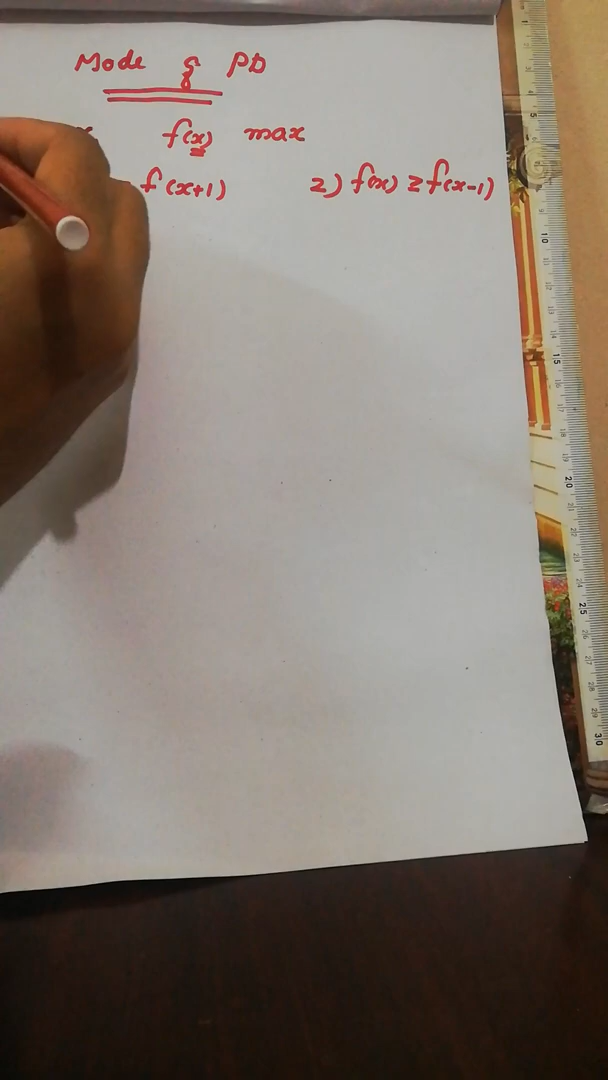 Mode & PD
f(x) max
f(x+1) 2) f(x) ≥ f(x-1)